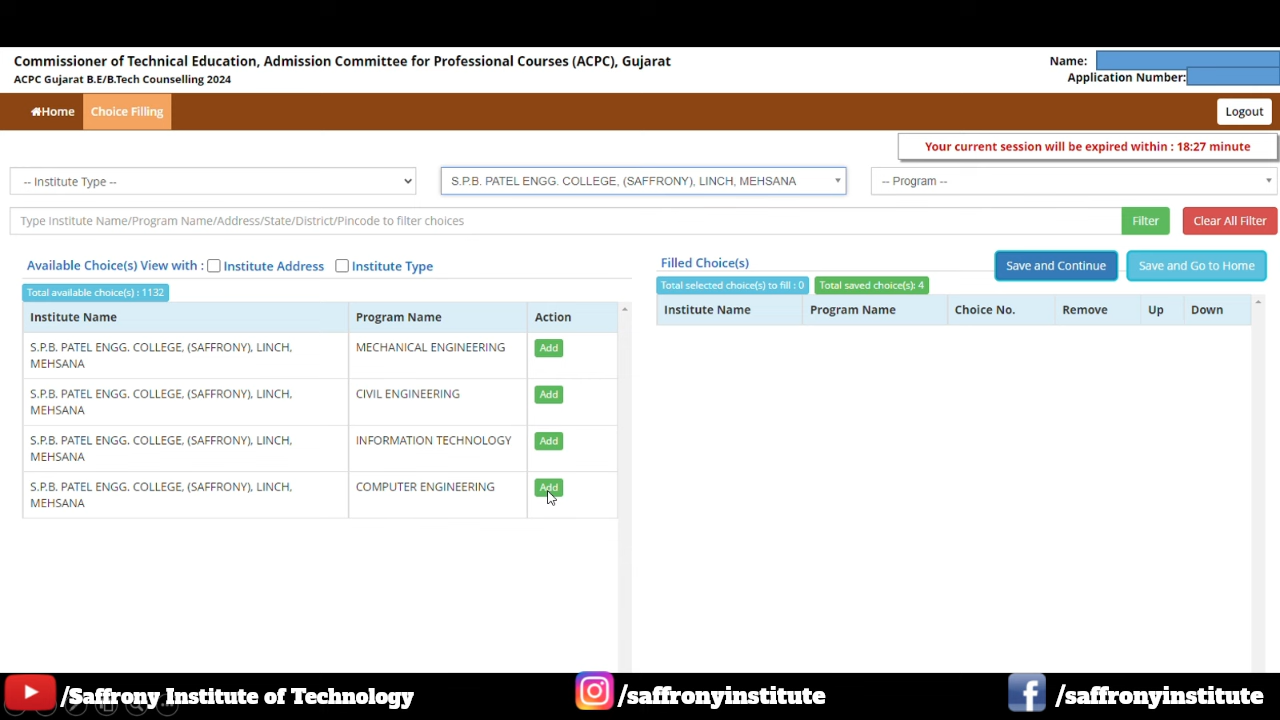 Commissioner of Technical Education, Admission Committee for Professional Courses (ACPC), Gujarat
ACPC Gujarat B.E/B.Tech Counselling 2024
Name:
Application Number:
Home Choice Filling Logout
Your current session will be expired within : 18:27 minute
-- Institute Type -- S.P.B. PATEL ENGG. COLLEGE, (SAFFRONY), LINCH, MEHSANA -- Program --
Type Institute Name/Program Name/Address/State/District/Pincode to filter choices Filter Clear All Filter
Available Choice(s) View with : Institute Address Institute Type
Total available choice(s) : 1132
Institute Name Program Name Action
S.P.B. PATEL ENGG. COLLEGE, (SAFFRONY), LINCH, MECHANICAL ENGINEERING Add
MEHSANA
S.P.B. PATEL ENGG. COLLEGE, (SAFFRONY), LINCH, CIVIL ENGINEERING Add
MEHSANA
S.P.B. PATEL ENGG. COLLEGE, (SAFFRONY), LINCH, INFORMATION TECHNOLOGY Add
MEHSANA
S.P.B. PATEL ENGG. COLLEGE, (SAFFRONY), LINCH, COMPUTER ENGINEERING Add
MEHSANA
Filled Choice(s) Save and Continue Save and Go to Home
Total selected choice(s) to fill : 0 Total saved choice(s): 4
Institute Name Program Name Choice No. Remove Up Down
/Saffrony Institute of Technology /saffronyinstitute /saffronyinstitute